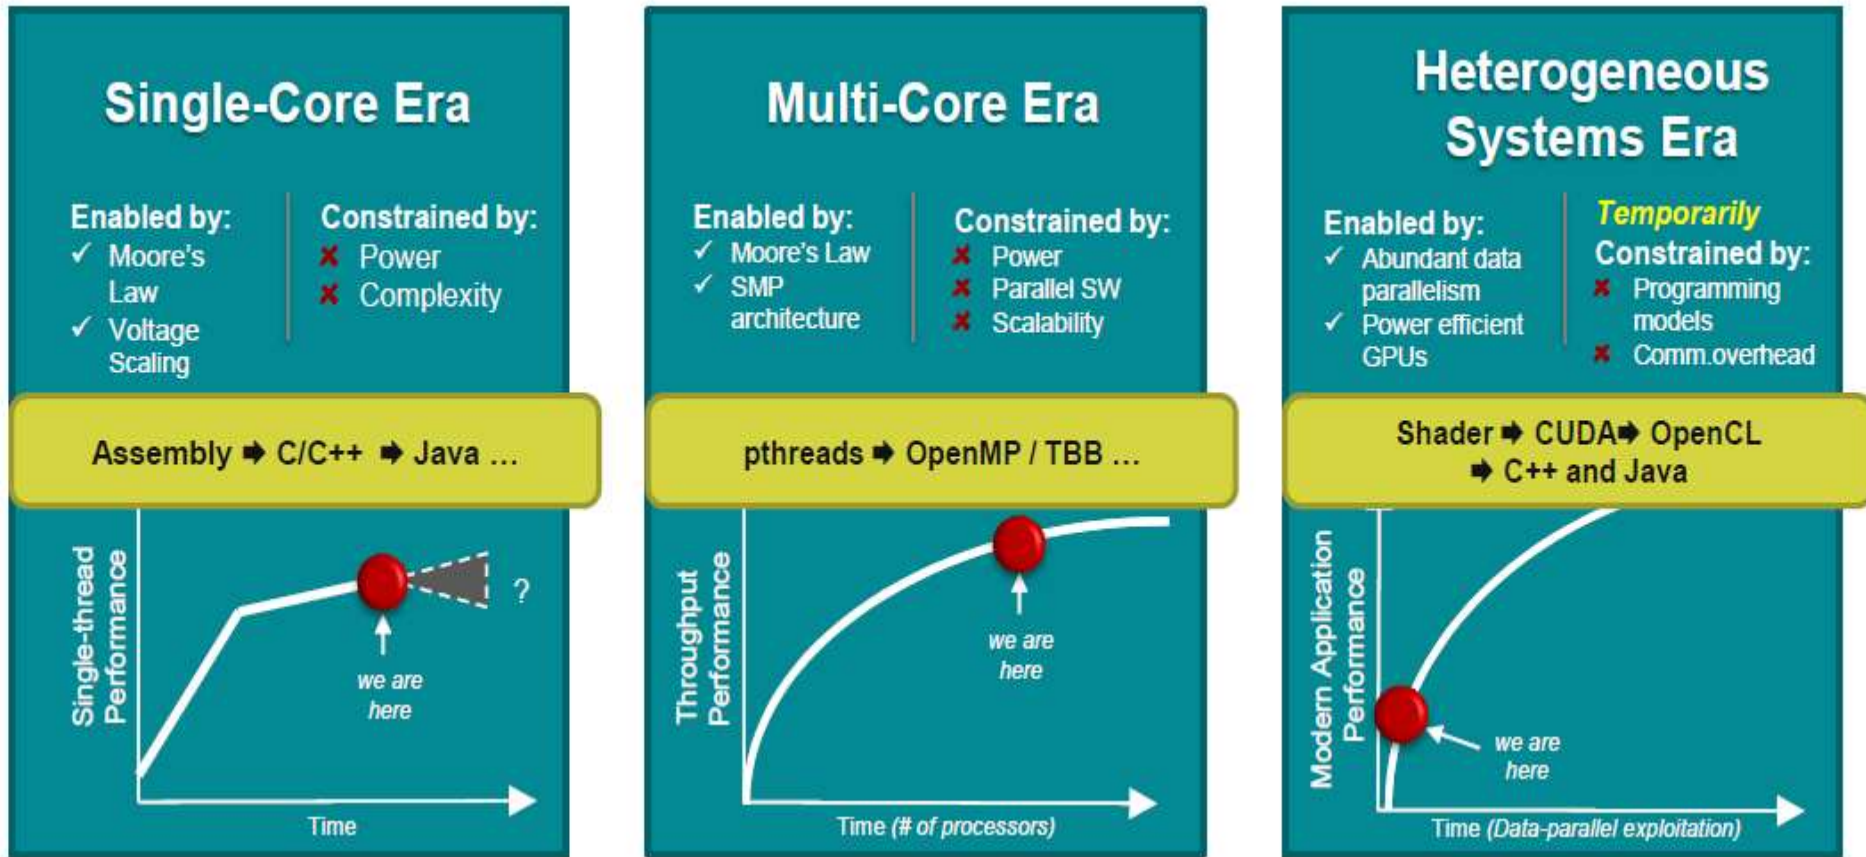 Single-Core Era
Enabled by:
✓ Moore's
Law
✓ Voltage
Scaling
Constrained by:
✘ Power
✘ Complexity
Assembly ➡ C/C++ ➡ Java ...
Single-thread
Performance
?
we are
here
Time
Multi-Core Era
Enabled by:
✓ Moore's Law
✓ SMP
architecture
Constrained by:
✘ Power
✘ Parallel SW
✘ Scalability
pthreads ➡ OpenMP / TBB ...
Throughput
Performance
we are
here
Time (# of processors)
Heterogeneous
Systems Era
Enabled by:
✓ Abundant data
parallelism
✓ Power efficient
GPUs
Temporarily
Constrained by:
✘ Programming
models
✘ Comm.overhead
Shader ➡ CUDA➡ OpenCL
➡ C++ and Java
Modern Application
Performance
we are
here
Time (Data-parallel exploitation)